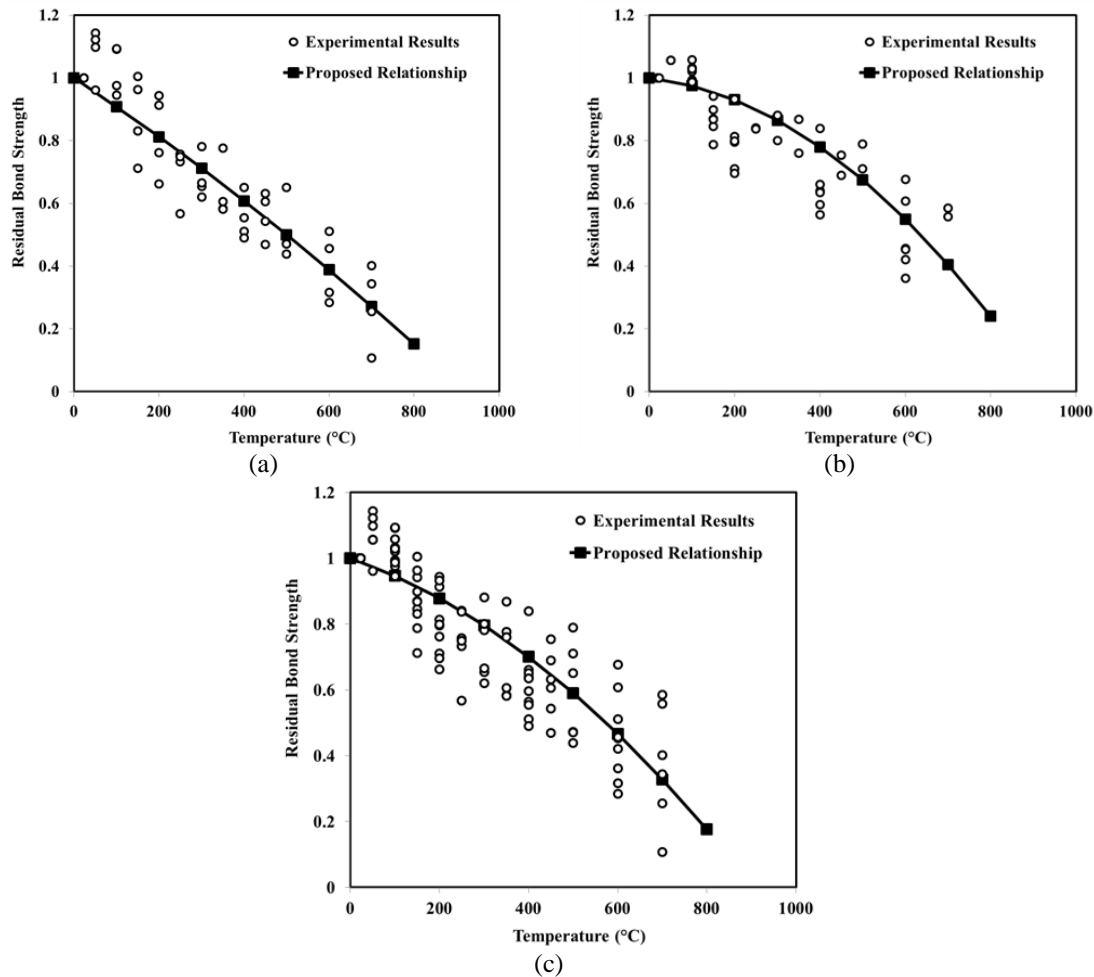 1.2
1
0.8
0.6
0.4
0.2
0
Residual Bond Strength
Experimental Results
Proposed Relationship
0 200 400 600 800 1000
Temperature (°C)
(a)
1.2
1
0.8
0.6
0.4
0.2
0
Residual Bond Strength
Experimental Results
Proposed Relationship
0 200 400 600 800 1000
Temperature (°C)
(b)
1.2
1
0.8
0.6
0.4
0.2
0
Residual Bond Strength
Experimental Results
Proposed Relationship
0 200 400 600 800 1000
Temperature (°C)
(c)